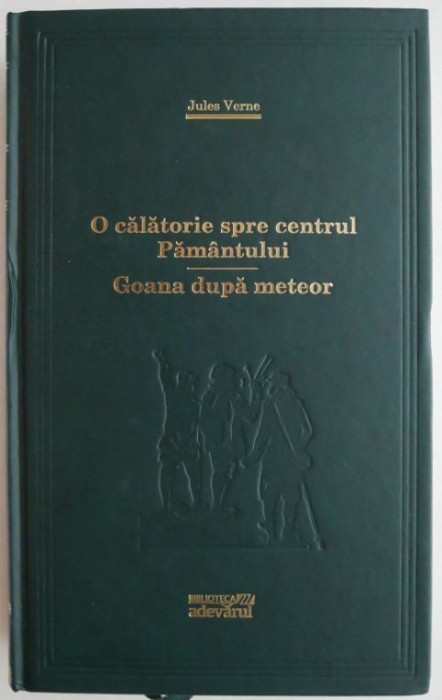 Jules Verne
O călătorie spre centrul
Pământului
Goana după meteor
BIBLIOTECA
adevărul